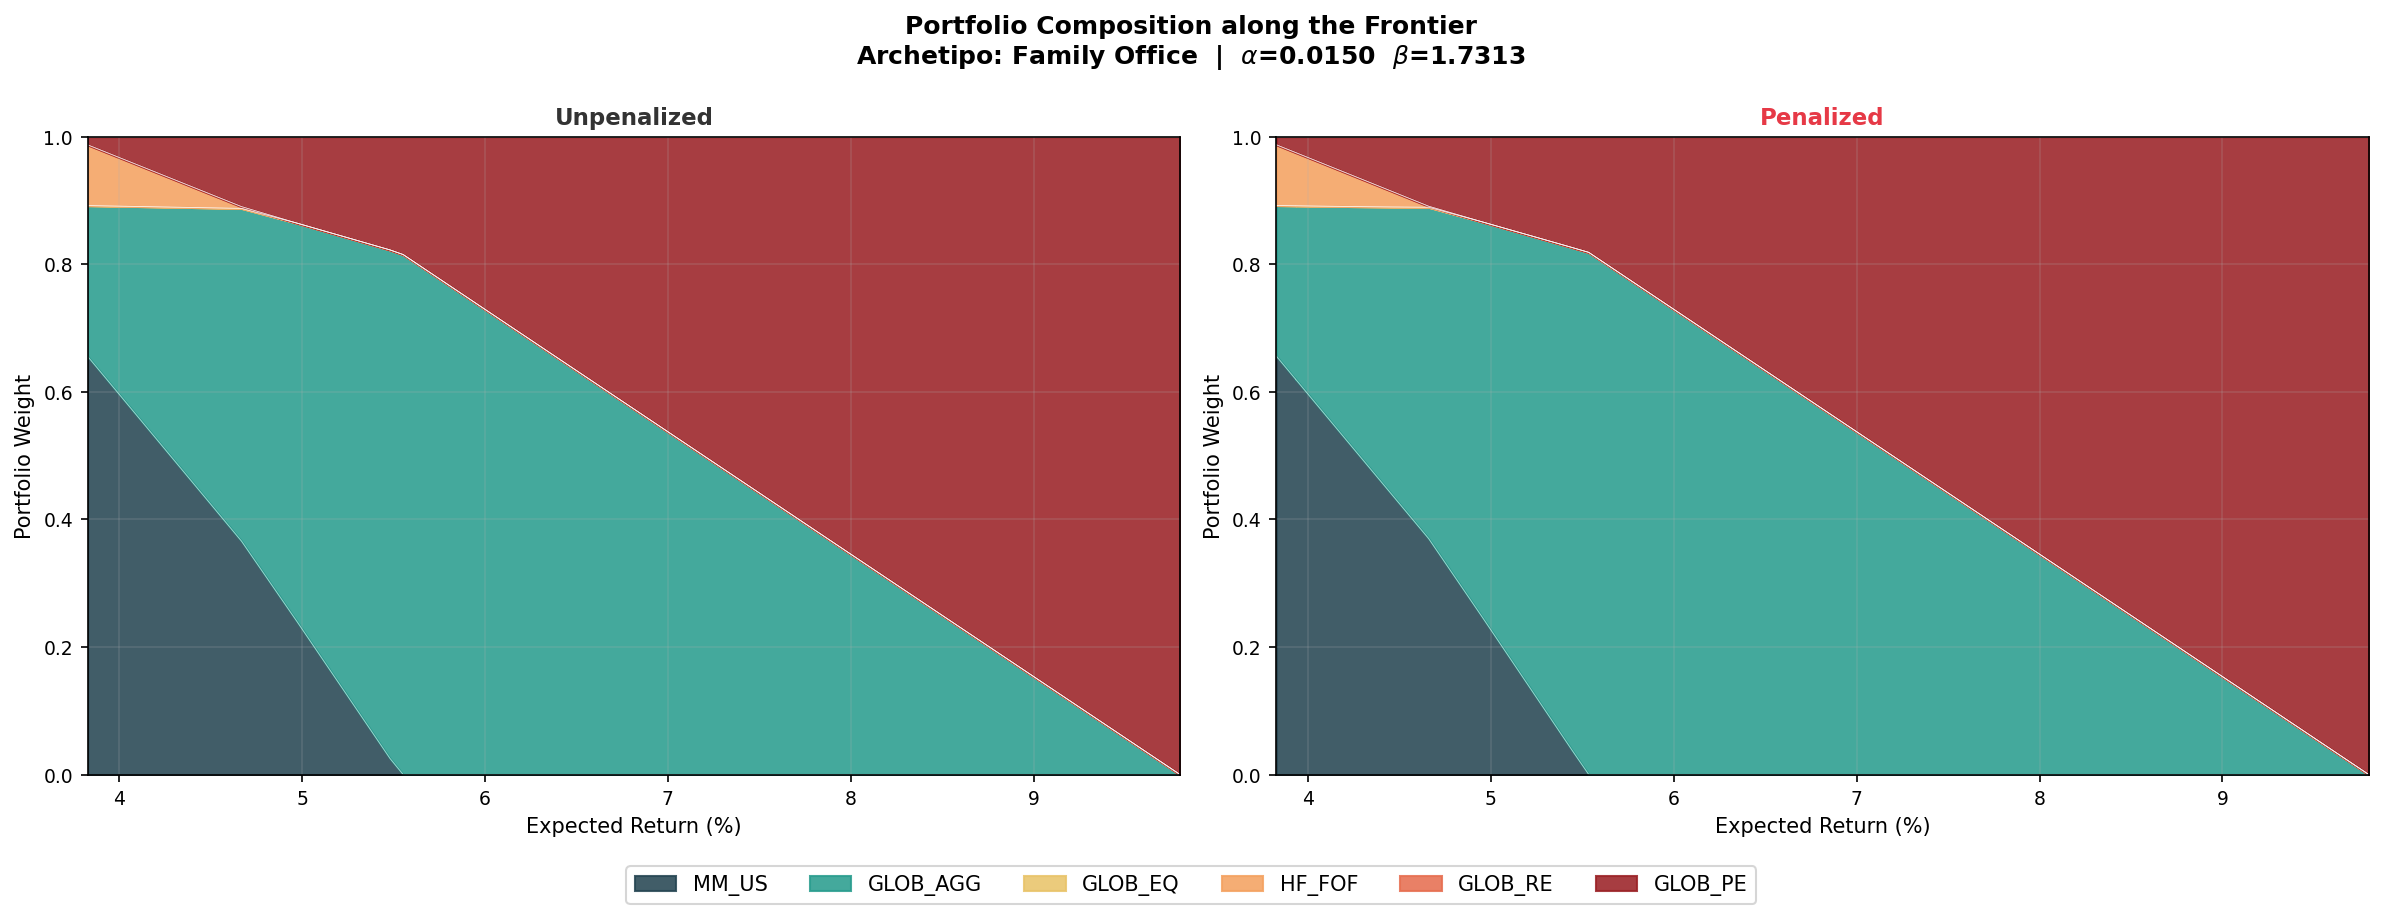 Portfolio Composition along the Frontier
Archetipo: Family Office | α=0.0150 β=1.7313
Unpenalized
1.0
0.8
0.6
0.4
0.2
0.0
Portfolio Weight
4 5 6 7 8 9
Expected Return (%)
Penalized
1.0
0.8
0.6
0.4
0.2
0.0
Portfolio Weight
4 5 6 7 8 9
Expected Return (%)
MM_US GLOB_AGG GLOB_EQ HF_FOF GLOB_RE GLOB_PE